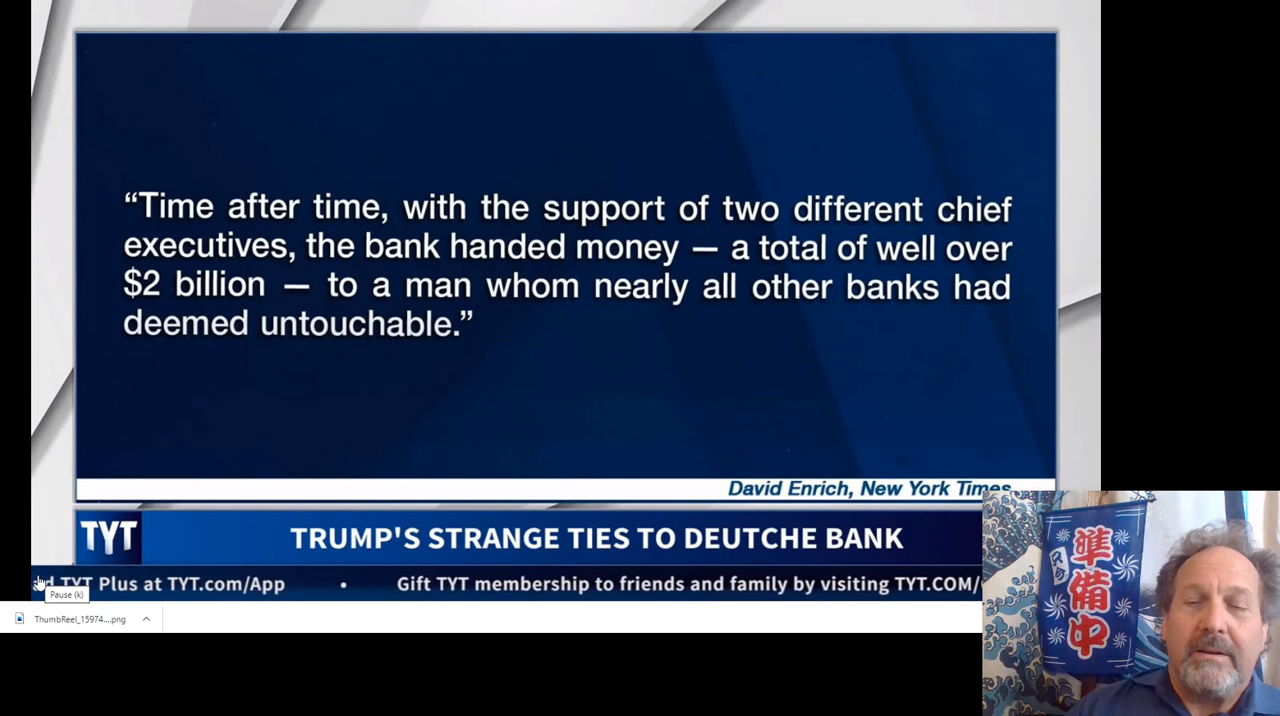 “Time after time, with the support of two different chief
executives, the bank handed money — a total of well over
$2 billion — to a man whom nearly all other banks had
deemed untouchable.”
David Enrich, New York Times
TYT
TRUMP'S STRANGE TIES TO DEUTCHE BANK
TYT Plus at TYT.com/App • Gift TYT membership to friends and family by visiting TYT.COM/
Pause (k)
ThumbReel_15974....png
準備中